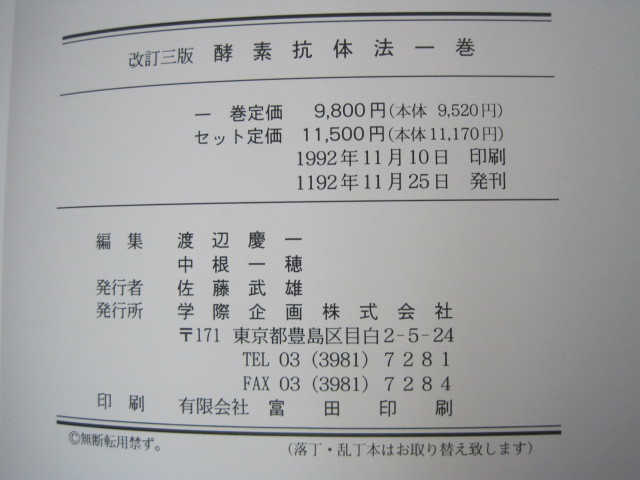 改訂三版 酵素抗体法一巻
一 巻定価 9,800円(本体 9,520円)
セット定価 11,500円(本体11,170円)
1992年11月10日 印刷
1192年11月25日 発刊
編 集 渡辺慶一
中根一穂
発行者 佐藤武雄
発行所 学際企画株式会社
〒171 東京都豊島区目白2-5-24
TEL 03 (3981) 7281
FAX 03 (3981) 7284
印 刷 有限会社 富田印刷
©無断転用禁ず。
(落丁・乱丁本はお取り替え致します)